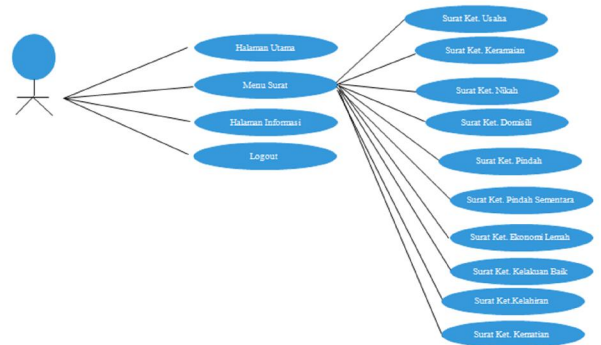 Halaman Utama
Menu Surat
Halaman Informasi
Logout
Surat Ket. Usaha
Surat Ket. Keramaian
Surat Ket. Nikah
Surat Ket. Domisili
Surat Ket. Pindah
Surat Ket. Pindah Sementara
Surat Ket. Ekonomi Lemah
Surat Ket. Kelakuan Baik
Surat Ket.Kelahiran
Surat Ket. Kematian